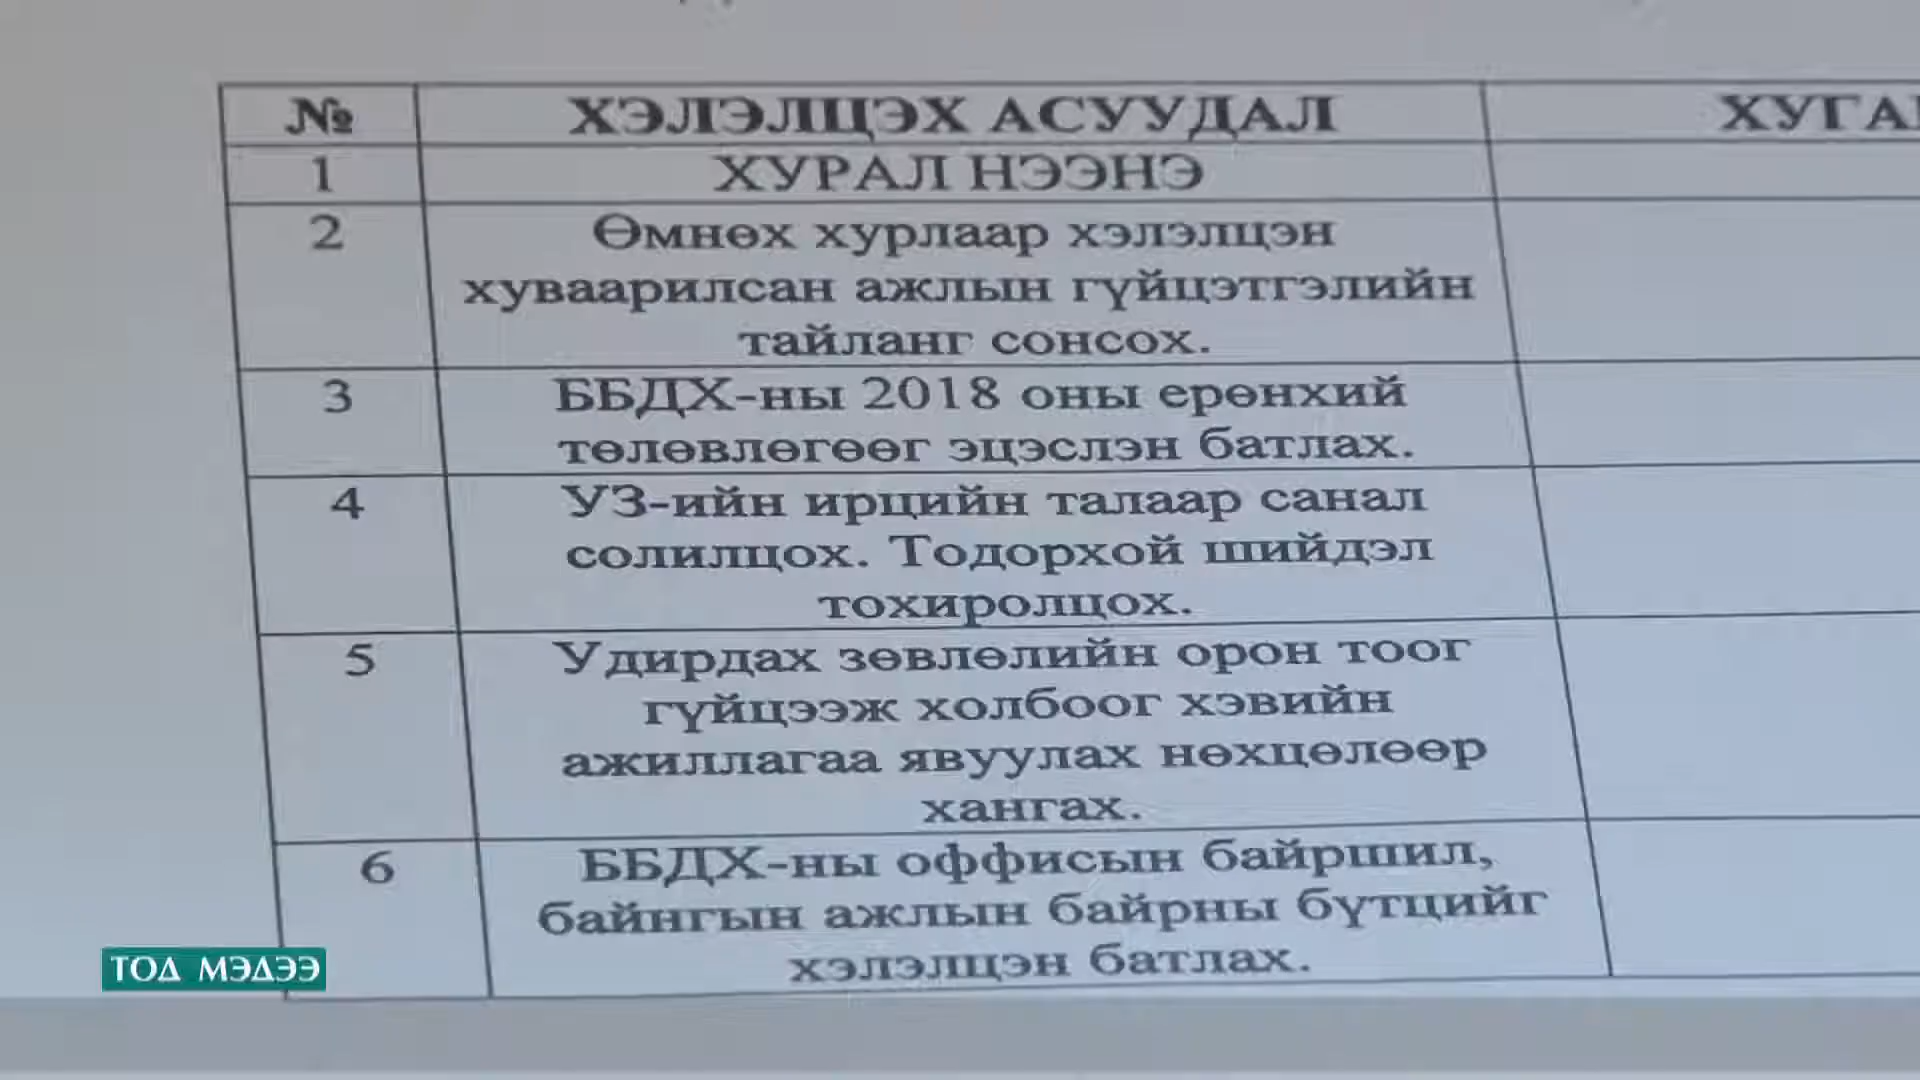 № ХЭЛЭЛЦЭХ АСУУДАЛ
1 ХУРАЛ НЭЭНЭ
2 Өмнөх хурлаар хэлэлцэн
хуваарилсан ажлын гүйцэтгэлийн
тайланг сонсох.
3 ББДХ-ны 2018 оны ерөнхий
төлөвлөгөөг эцэслэн батлах.
4 УЗ-ийн ирцийн талаар санал
солилцох. Тодорхой шийдэл
тохиролцох.
5 Удирдах зөвлөлийн орон тоог
гүйцээж холбоог хэвийн
ажиллагаа явуулах нөхцөлөөр
хангах.
6 ББДХ-ны оффисын байршил,
байнгын ажлын байрны бүтцийг
хэлэлцэн батлах.
ТОД МЭДЭЭ